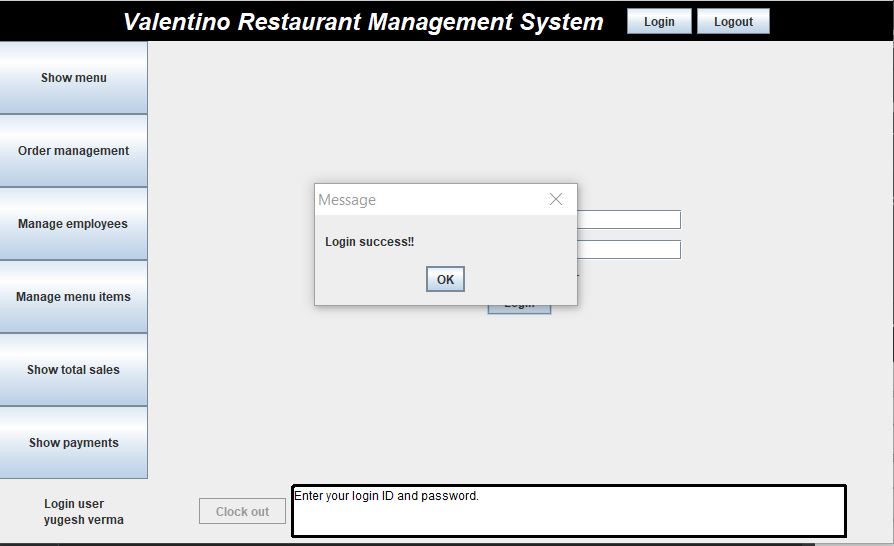 Valentino Restaurant Management System
Login
Logout
Show menu
Order management
Manage employees
Manage menu items
Show total sales
Show payments
Message
Login success!!
OK
Login
Login user
yugesh verma
Clock out
Enter your login ID and password.